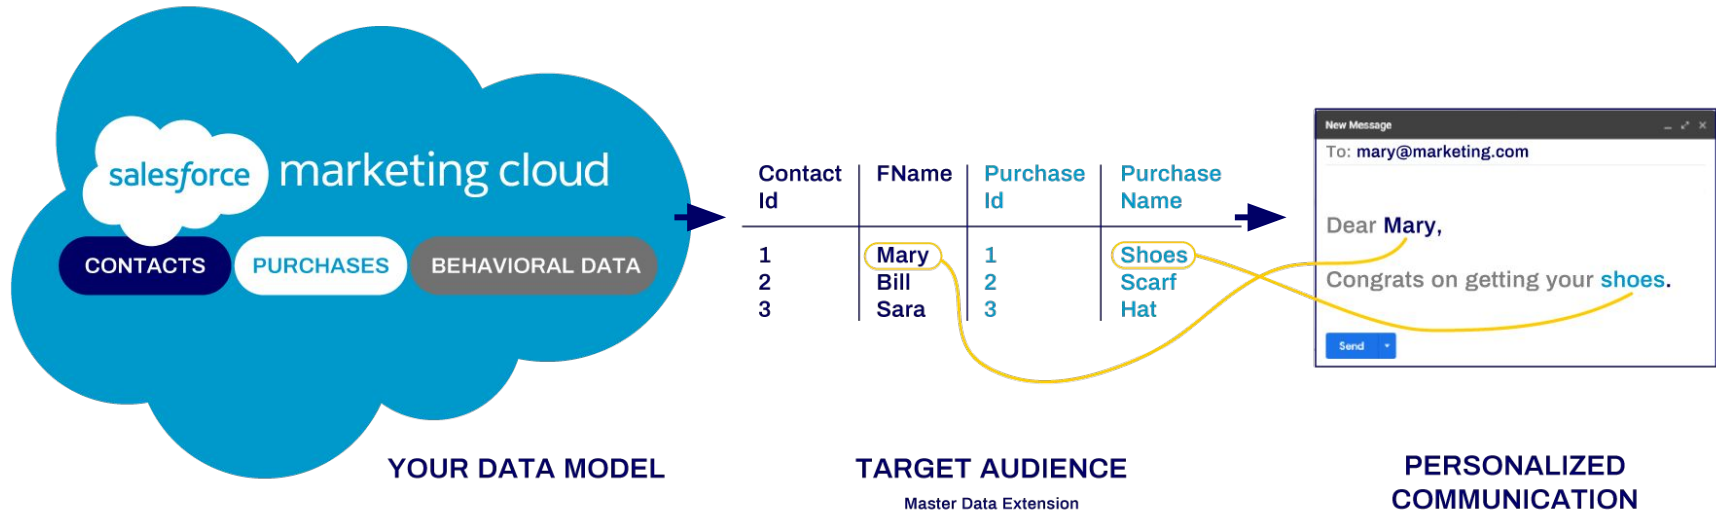 salesforce marketing cloud
CONTACTS PURCHASES BEHAVIORAL DATA
YOUR DATA MODEL
Contact Id FName Purchase Id Purchase Name
1 Mary 1 Shoes
2 Bill 2 Scarf
3 Sara 3 Hat
TARGET AUDIENCE
Master Data Extension
New Message
To: mary@marketing.com
Dear Mary,
Congrats on getting your shoes.
Send
PERSONALIZED
COMMUNICATION